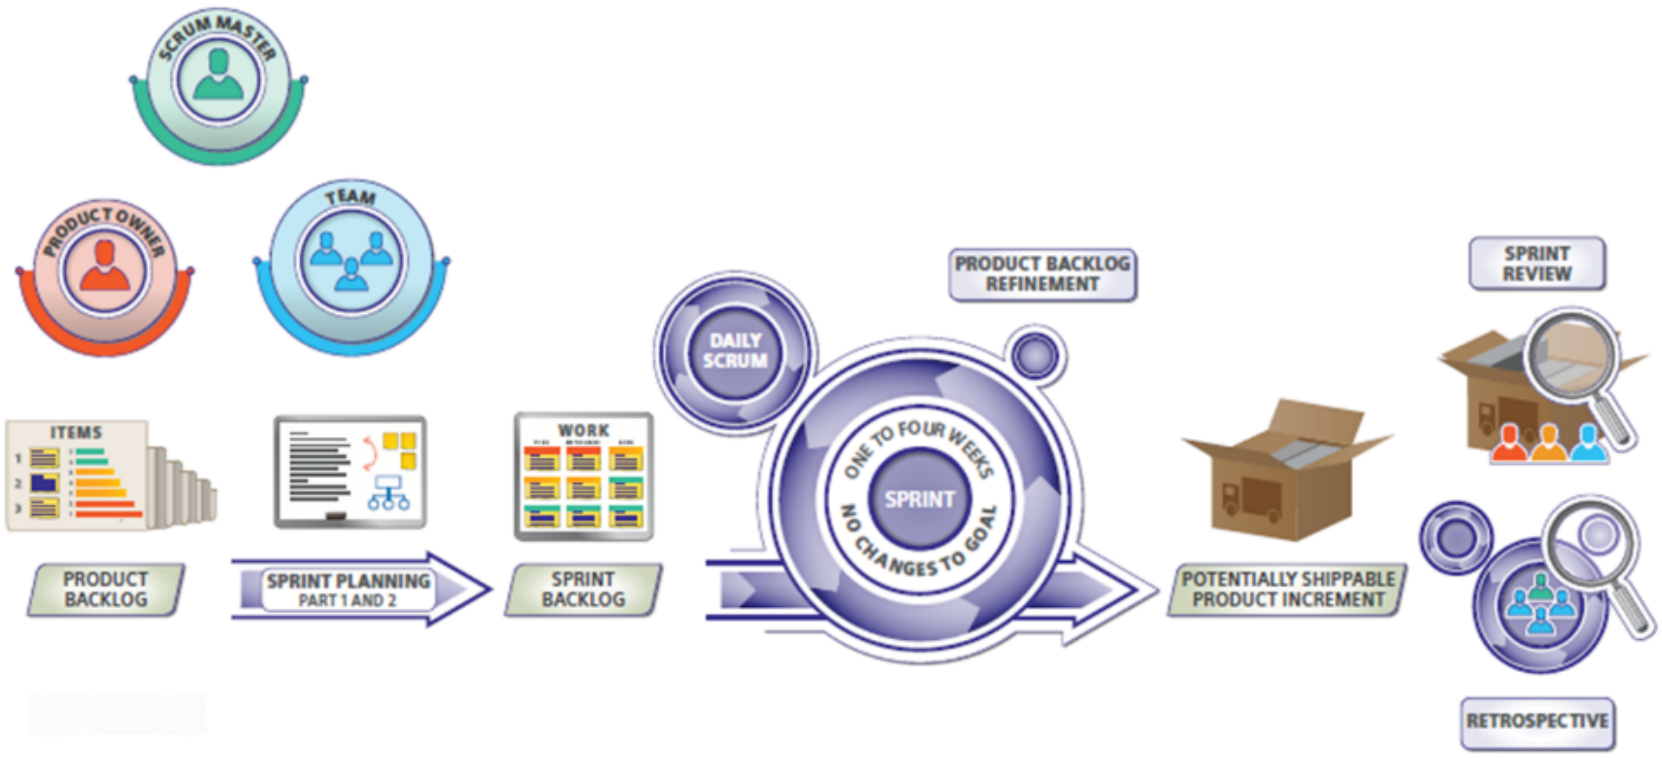 SCRUM MASTER
PRODUCT OWNER
TEAM
ITEMS
1
2
3
PRODUCT
BACKLOG
SPRINT PLANNING
PART 1 AND 2
WORK
SPRINT
BACKLOG
DAILY
SCRUM
ONE TO FOUR WEEKS
SPRINT
NO CHANGES TO GOAL
PRODUCT BACKLOG
REFINEMENT
POTENTIALLY SHIPPABLE
PRODUCT INCREMENT
SPRINT
REVIEW
RETROSPECTIVE